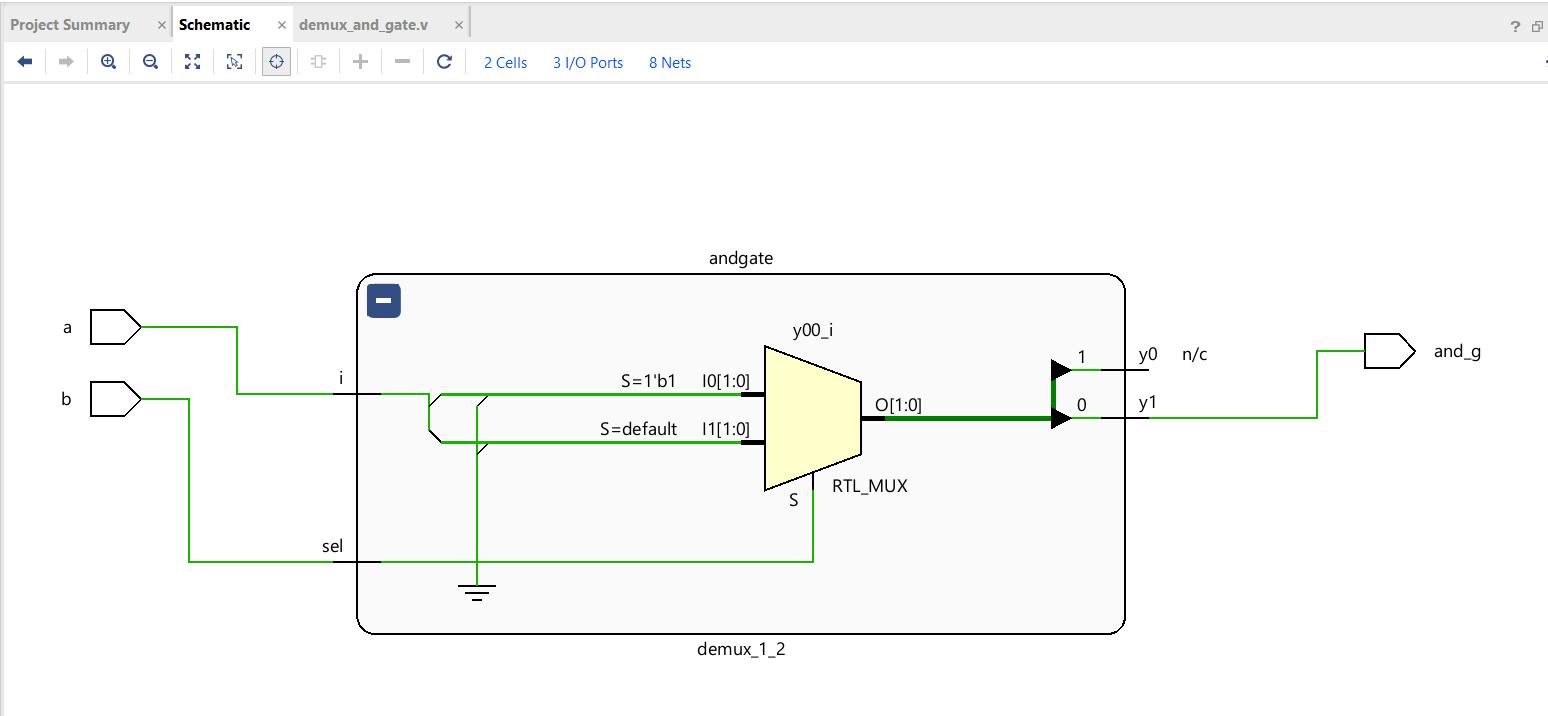 Project Summary × Schematic × demux_and_gate.v × ?
2 Cells 3 I/O Ports 8 Nets
andgate
a
y00_i
b
i
S=1'b1 I0[1:0]
S=default I1[1:0]
O[1:0]
1
0
y0 n/c
y1
and_g
S
RTL_MUX
sel
demux_1_2